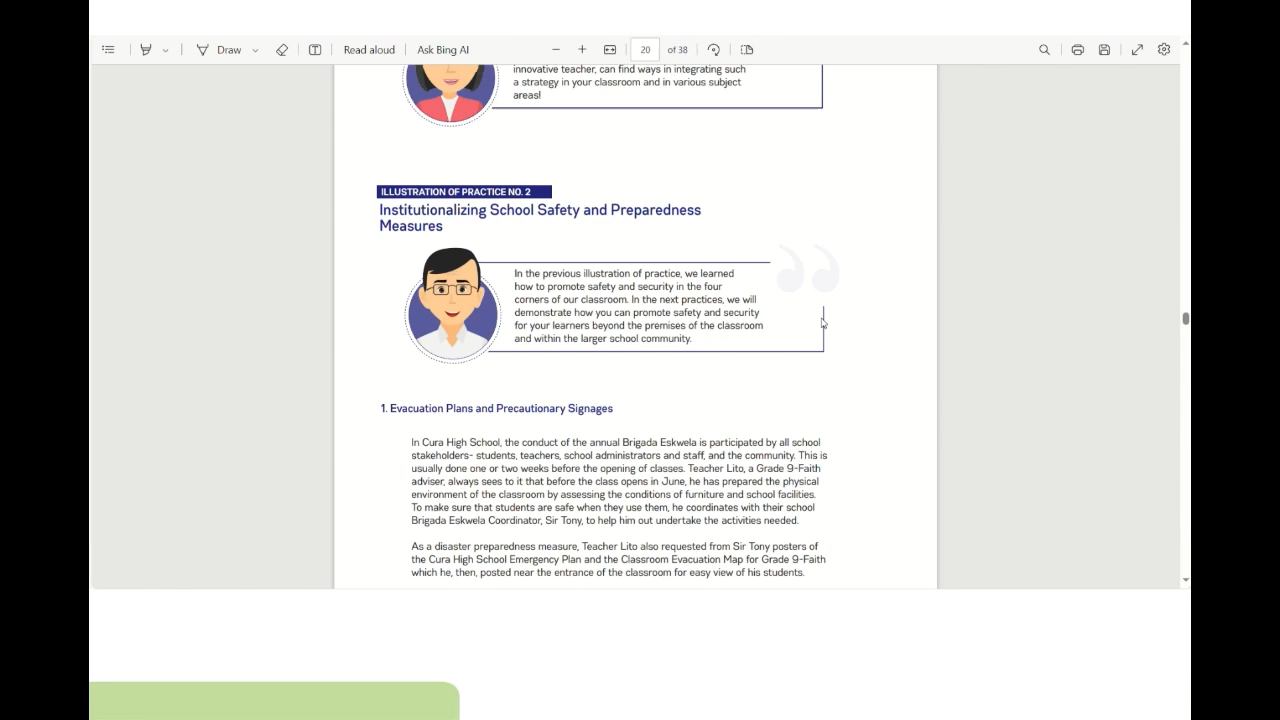 Draw
Read aloud
Ask Bing AI
20
of 38
innovative teacher, can find ways in integrating such
a strategy in your classroom and in various subject
areas!
ILLUSTRATION OF PRACTICE NO. 2
Institutionalizing School Safety and Preparedness
Measures
In the previous illustration of practice, we learned
how to promote safety and security in the four
corners of our classroom. In the next practices, we will
demonstrate how you can promote safety and security
for your learners beyond the premises of the classroom
and within the larger school community.
1. Evacuation Plans and Precautionary Signages
In Cura High School, the conduct of the annual Brigada Eskwela is participated by all school
stakeholders- students, teachers, school administrators and staff, and the community. This is
usually done one or two weeks before the opening of classes. Teacher Lito, a Grade 9-Faith
adviser, always sees to it that before the class opens in June, he has prepared the physical
environment of the classroom by assessing the conditions of furniture and school facilities.
To make sure that students are safe when they use them, he coordinates with their school
Brigada Eskwela Coordinator, Sir Tony, to help him out undertake the activities needed.
As a disaster preparedness measure, Teacher Lito also requested from Sir Tony posters of
the Cura High School Emergency Plan and the Classroom Evacuation Map for Grade 9-Faith
which he, then, posted near the entrance of the classroom for easy view of his students.